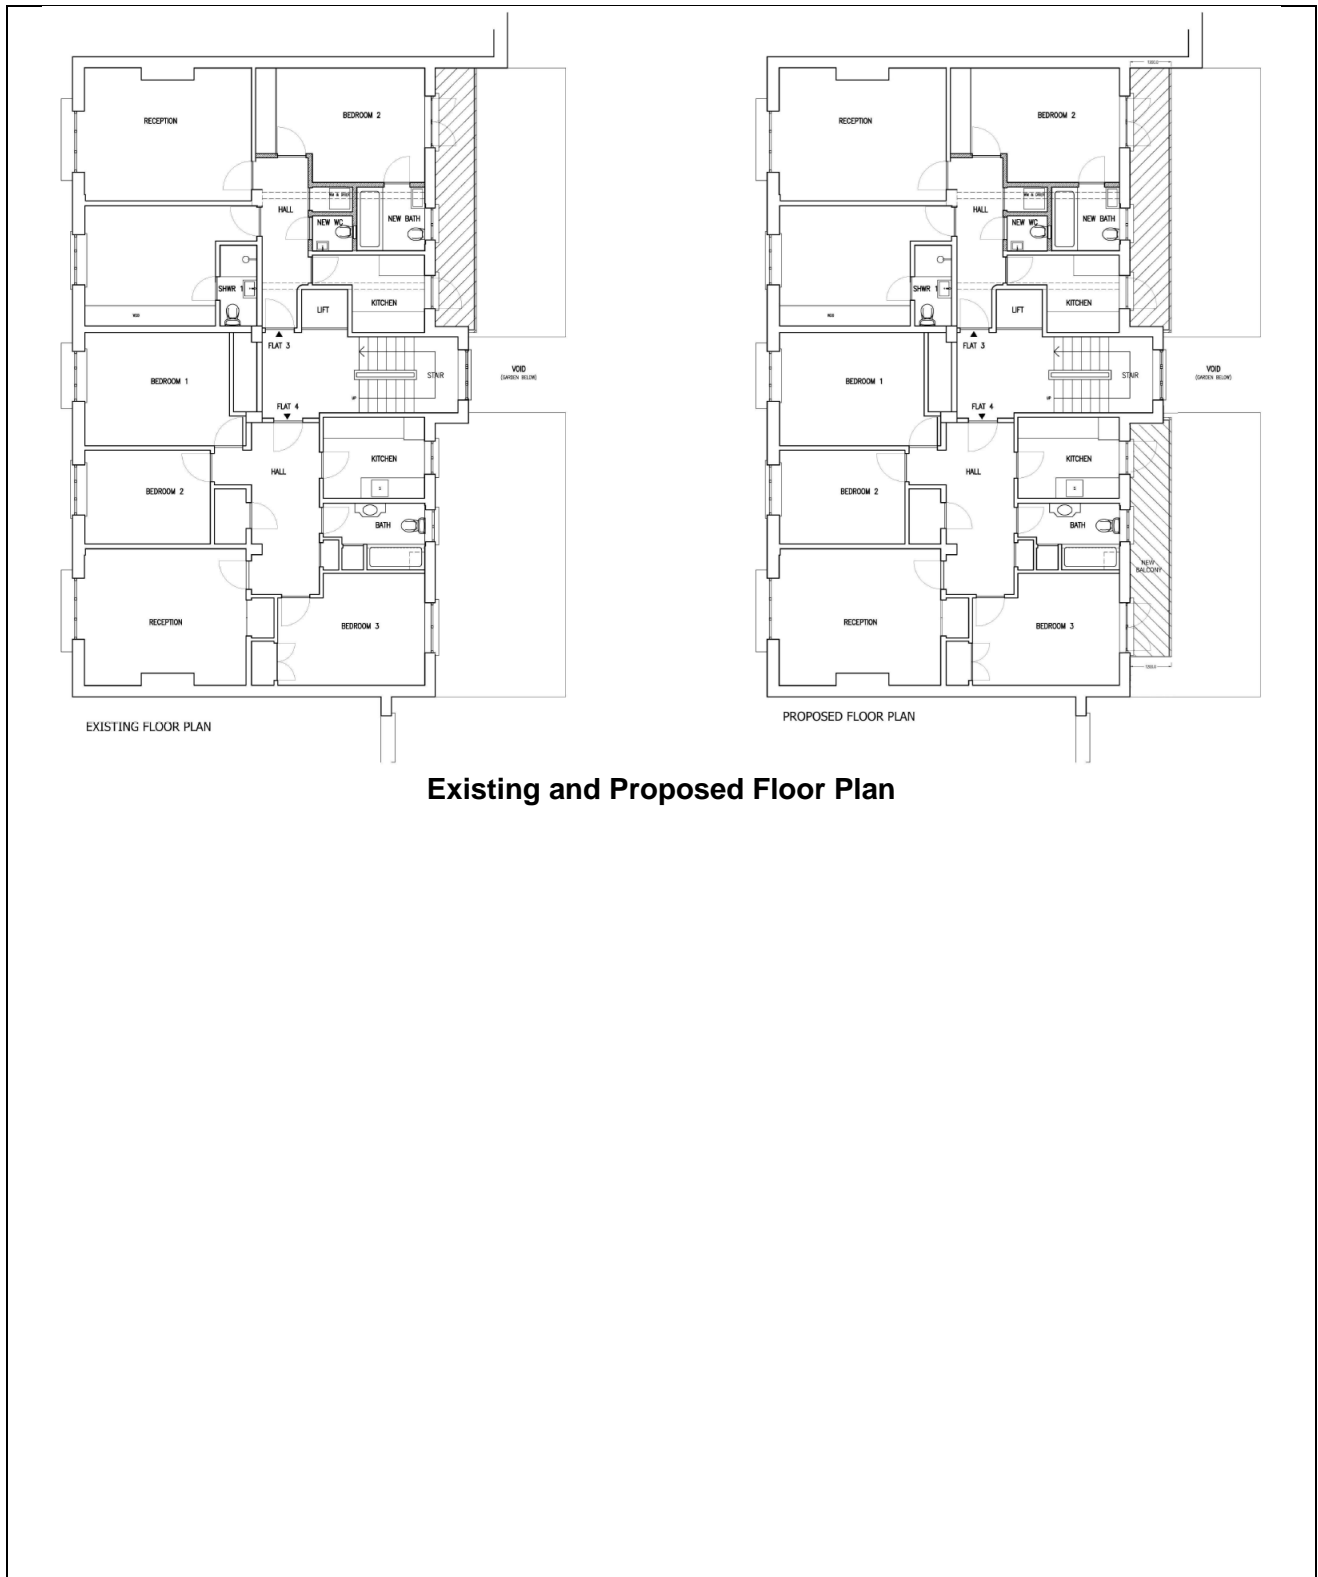 RECEPTION
BEDROOM 2
HALL
NEW WC
NEW BATH
SHWR 1
KITCHEN
LIFT
FLAT 3
STAIR
UP
VOID
(GARDEN BELOW)
BEDROOM 1
FLAT 4
HALL
KITCHEN
BEDROOM 2
BATH
RECEPTION
BEDROOM 3
EXISTING FLOOR PLAN
RECEPTION
BEDROOM 2
HALL
NEW WC
NEW BATH
SHWR 1
KITCHEN
LIFT
FLAT 3
STAIR
UP
VOID
(GARDEN BELOW)
BEDROOM 1
FLAT 4
HALL
KITCHEN
BEDROOM 2
BATH
NEW
BALCONY
RECEPTION
BEDROOM 3
PROPOSED FLOOR PLAN
Existing and Proposed Floor Plan